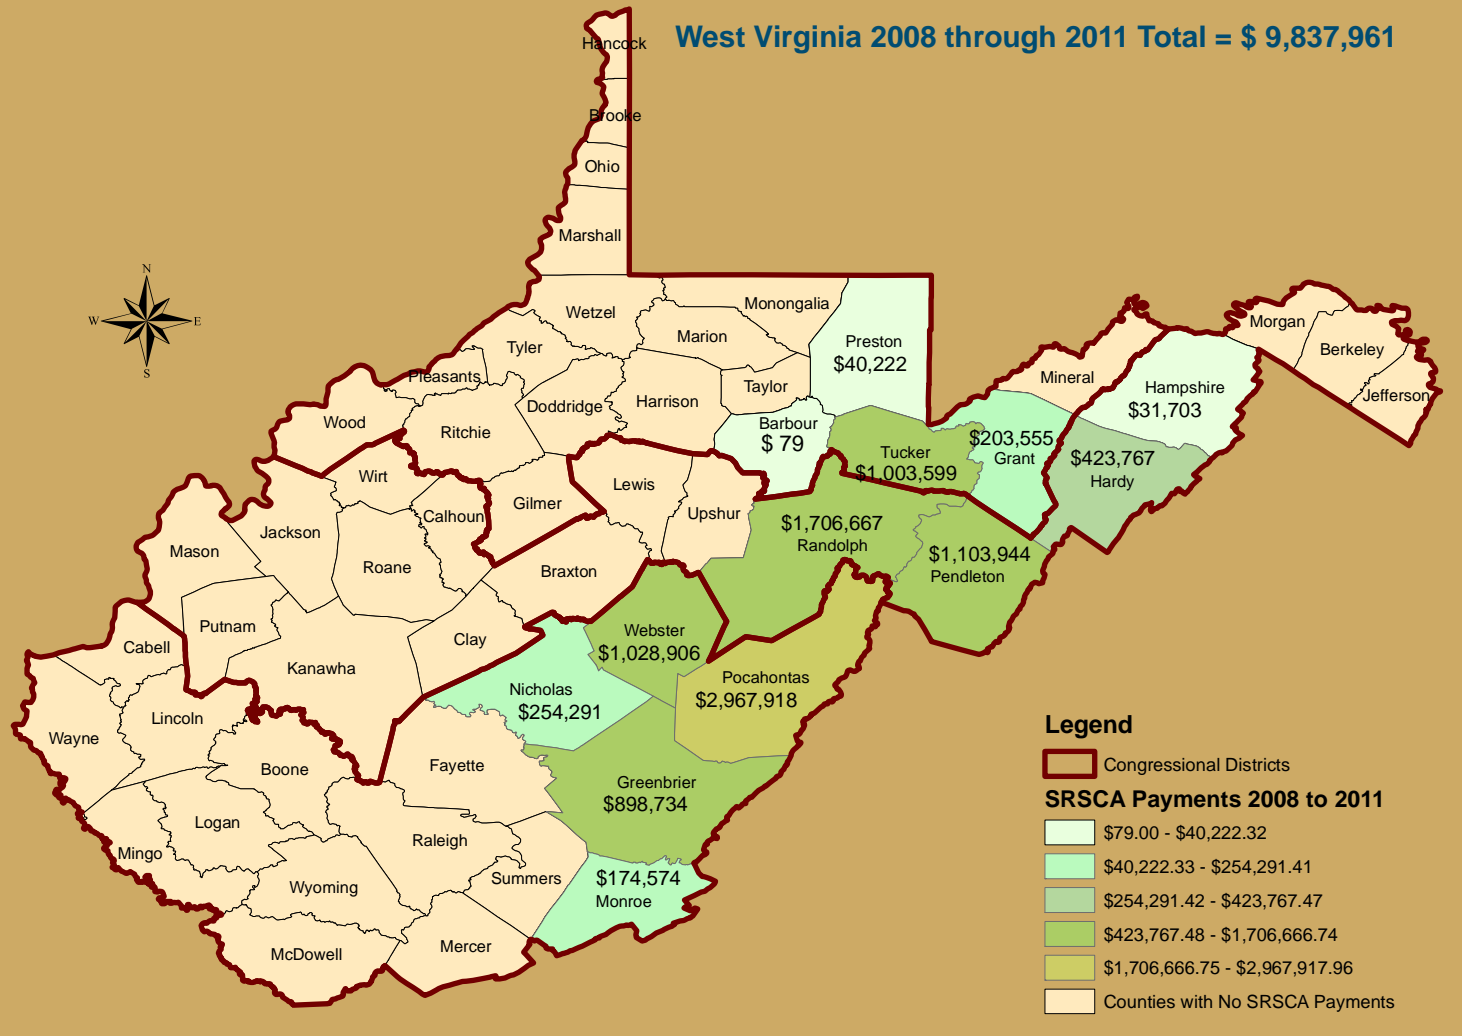 West Virginia 2008 through 2011 Total = $ 9,837,961
Hancock
Brooke
Ohio
Marshall
N
W
E
S
Wetzel
Monongalia
Marion
Preston
$40,222
Tyler
Pleasants
Taylor
Doddridge
Harrison
Wood
Ritchie
Barbour
$ 79
Morgan
Berkeley
Jefferson
Mineral
Hampshire
$31,703
Tucker
$1,003,599
$203,555
Grant
$423,767
Hardy
Wirt
Lewis
Gilmer
Calhoun
Upshur
Jackson
Mason
Roane
Braxton
$1,706,667
Randolph
$1,103,944
Pendleton
Putnam
Cabell
Clay
Kanawha
Webster
$1,028,906
Nicholas
$254,291
Pocahontas
$2,967,918
Lincoln
Wayne
Boone
Fayette
Greenbrier
$898,734
Logan
Mingo
Raleigh
Wyoming
Summers
$174,574
Monroe
McDowell
Mercer
Legend
Congressional Districts
SRSCA Payments 2008 to 2011
$79.00 - $40,222.32
$40,222.33 - $254,291.41
$254,291.42 - $423,767.47
$423,767.48 - $1,706,666.74
$1,706,666.75 - $2,967,917.96
Counties with No SRSCA Payments